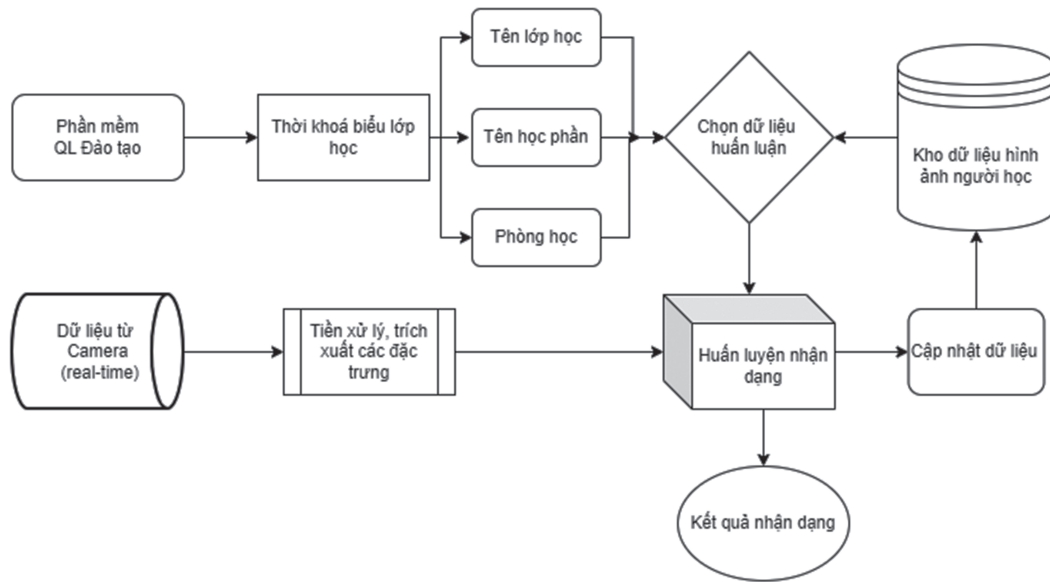 Tên lớp học
Phần mềm
QL Đào tạo
Thời khoá biểu lớp
học
Tên học phần
Chọn dữ liệu
huấn luận
Kho dữ liệu hình
ảnh người học
Phòng học
Dữ liệu từ
Camera
(real-time)
Tiền xử lý, trích
xuất các đặc
trưng
Huấn luyện nhận
dạng
Cập nhật dữ liệu
Kết quả nhận dạng